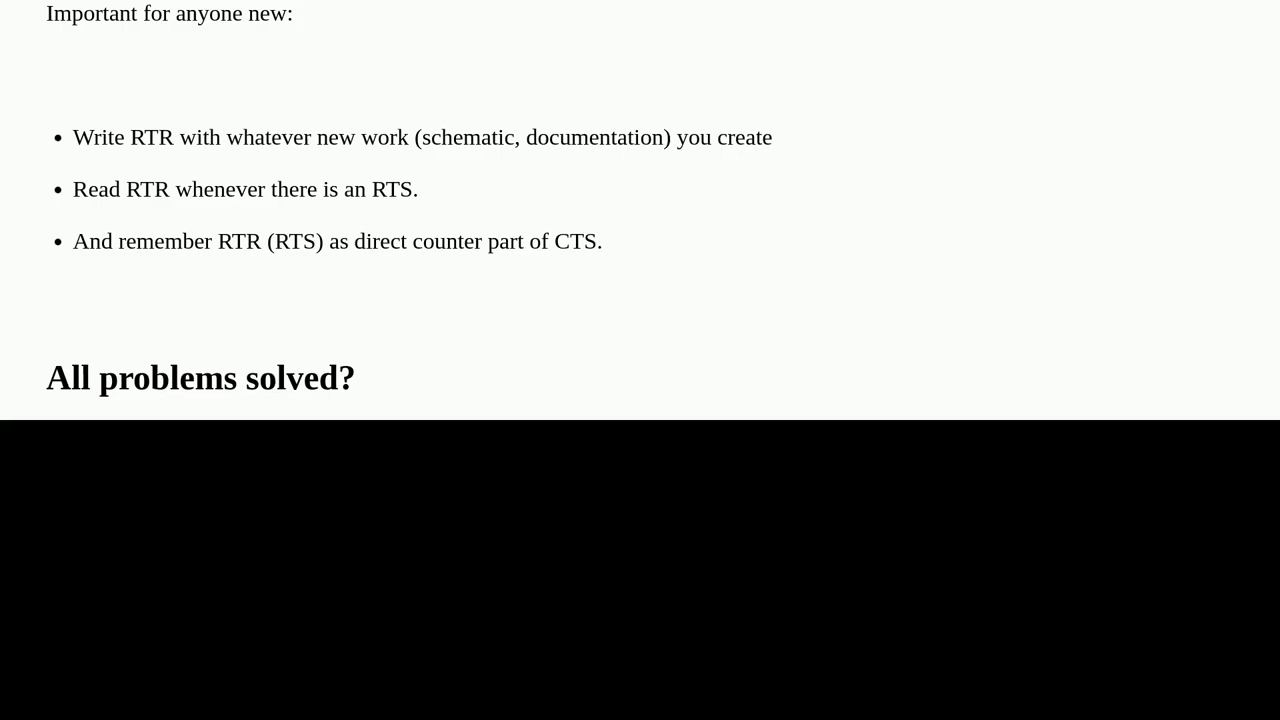 Important for anyone new:
• Write RTR with whatever new work (schematic, documentation) you create
• Read RTR whenever there is an RTS.
• And remember RTR (RTS) as direct counter part of CTS.
All problems solved?